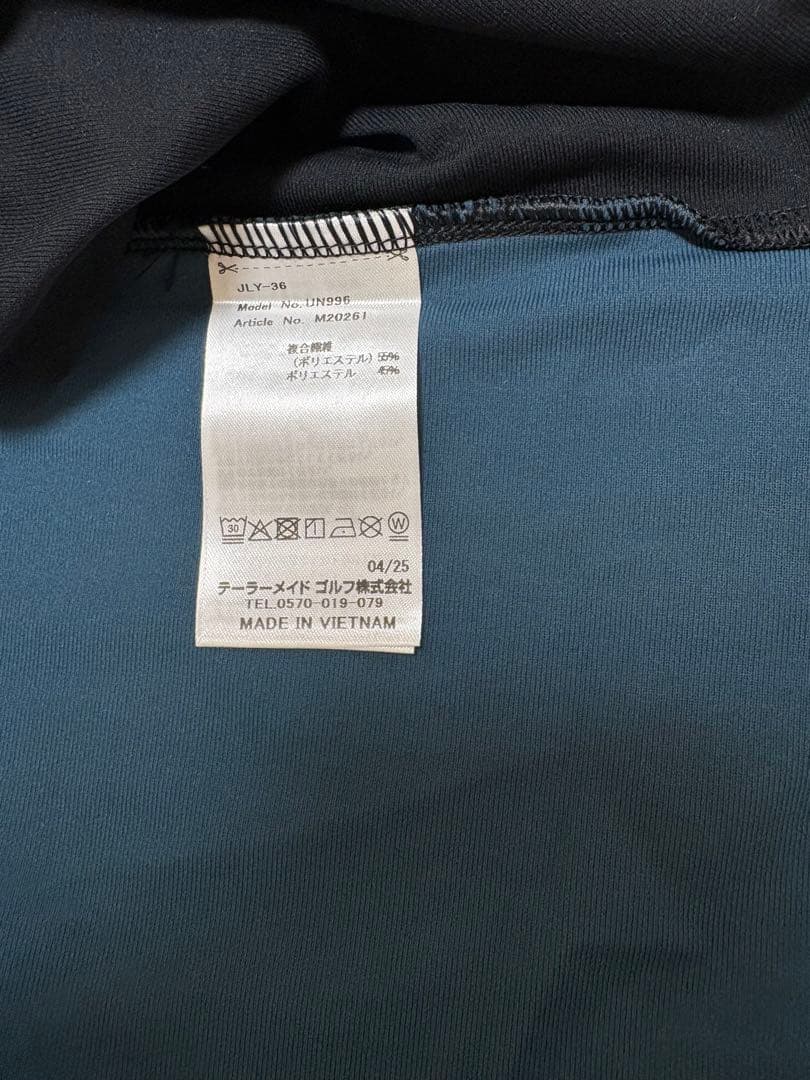 JLY-36
Model No. UN996
Article No. M20261
複合繊維
(ポリエステル) 55%
ポリエステル 45%
30
W
04/25
テーラーメイド ゴルフ株式会社
TEL.0570-019-079
MADE IN VIETNAM